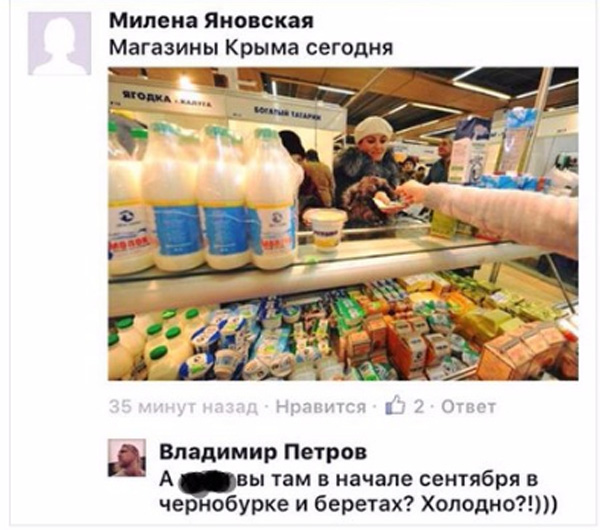 Милена Яновская
Магазины Крыма сегодня
ЯГОДКА г.КАЛУГА
БОГАТЫЙ ТАТАРИН
МОЛОКО
35 минут назад · Нравится · 2 · Ответ
Владимир Петров
А вы там в начале сентября в
чернобурке и беретах? Холодно?!)))